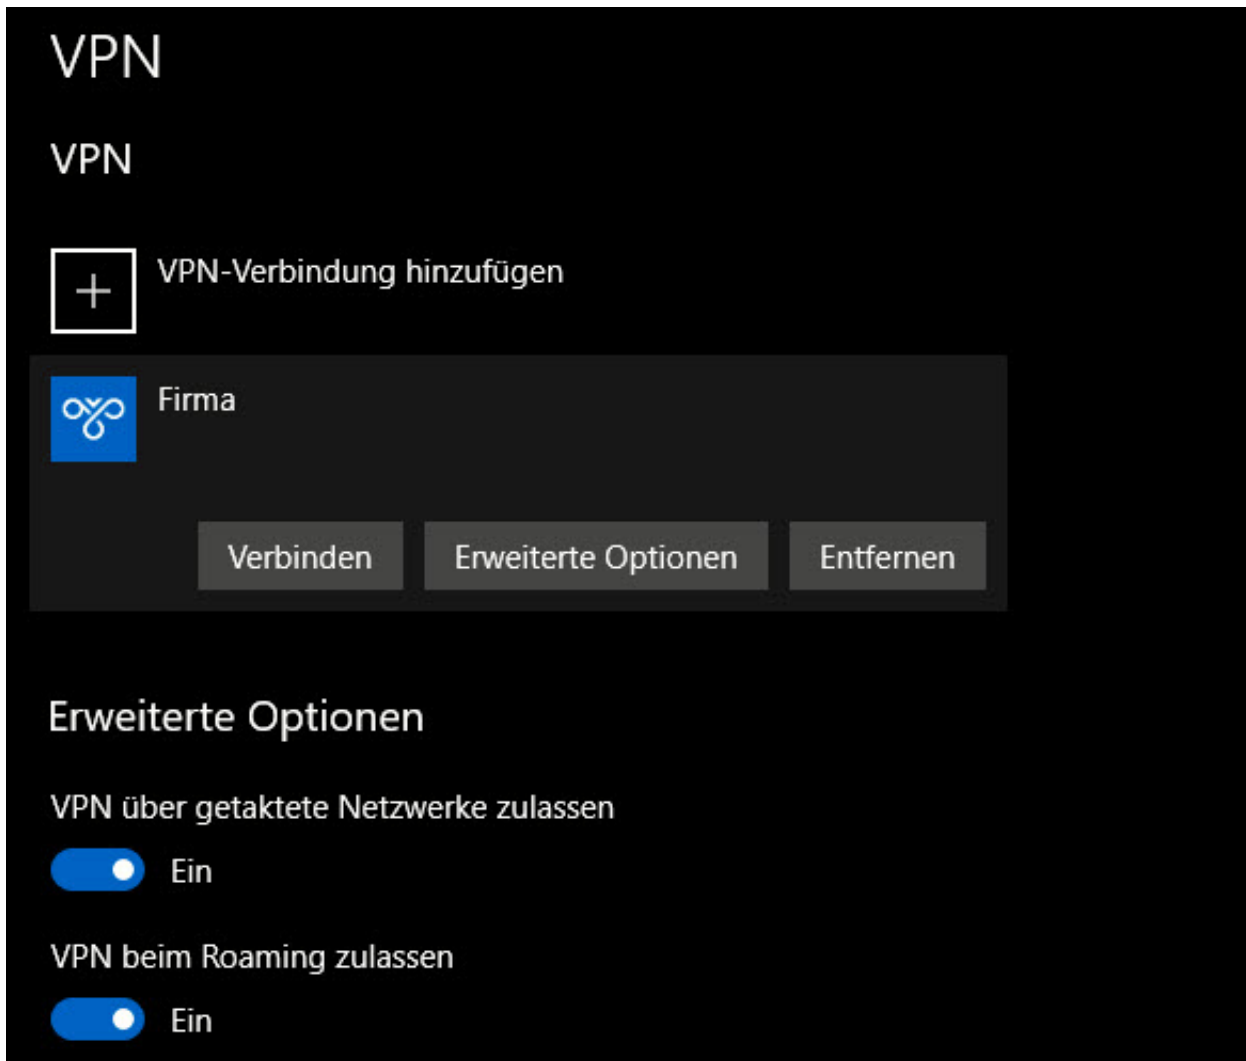 VPN
VPN
VPN-Verbindung hinzufügen
Firma
Verbinden Erweiterte Optionen Entfernen
Erweiterte Optionen
VPN über getaktete Netzwerke zulassen
Ein
VPN beim Roaming zulassen
Ein